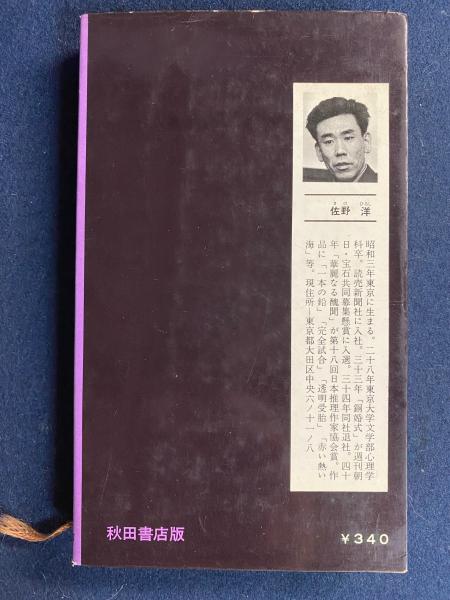 佐野 洋
さの ひろし
昭和三年東京に生まる。二十八年東京大学文学部心理学
科卒。読売新聞社に入社。三十三年「銅婚式」が週刊朝
日・宝石共同募集懸賞に入選。三十四年同社退社。四十
年「華麗なる醜聞」が第十八回日本推理作家協会賞。作
品に「一本の鉛」「完全試合」「透明受胎」「赤い熱い
海」等。現住所―東京都大田区中央六ノ十一ノ八
秋田書店版
￥340